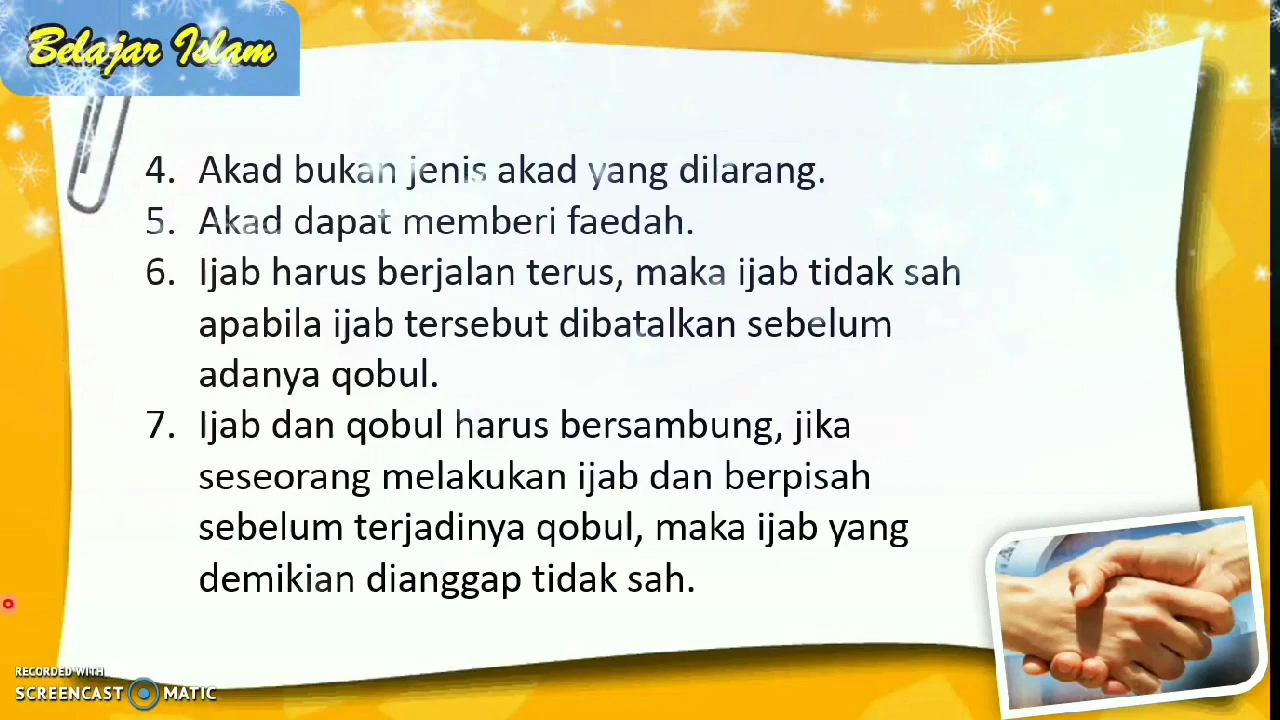 Belajar Islam
4. Akad bukan jenis akad yang dilarang.
5. Akad dapat memberi faedah.
6. Ijab harus berjalan terus, maka ijab tidak sah
apabila ijab tersebut dibatalkan sebelum
adanya qobul.
7. Ijab dan qobul harus bersambung, jika
seseorang melakukan ijab dan berpisah
sebelum terjadinya qobul, maka ijab yang
demikian dianggap tidak sah.
RECORDED WITH
SCREENCAST MATIC